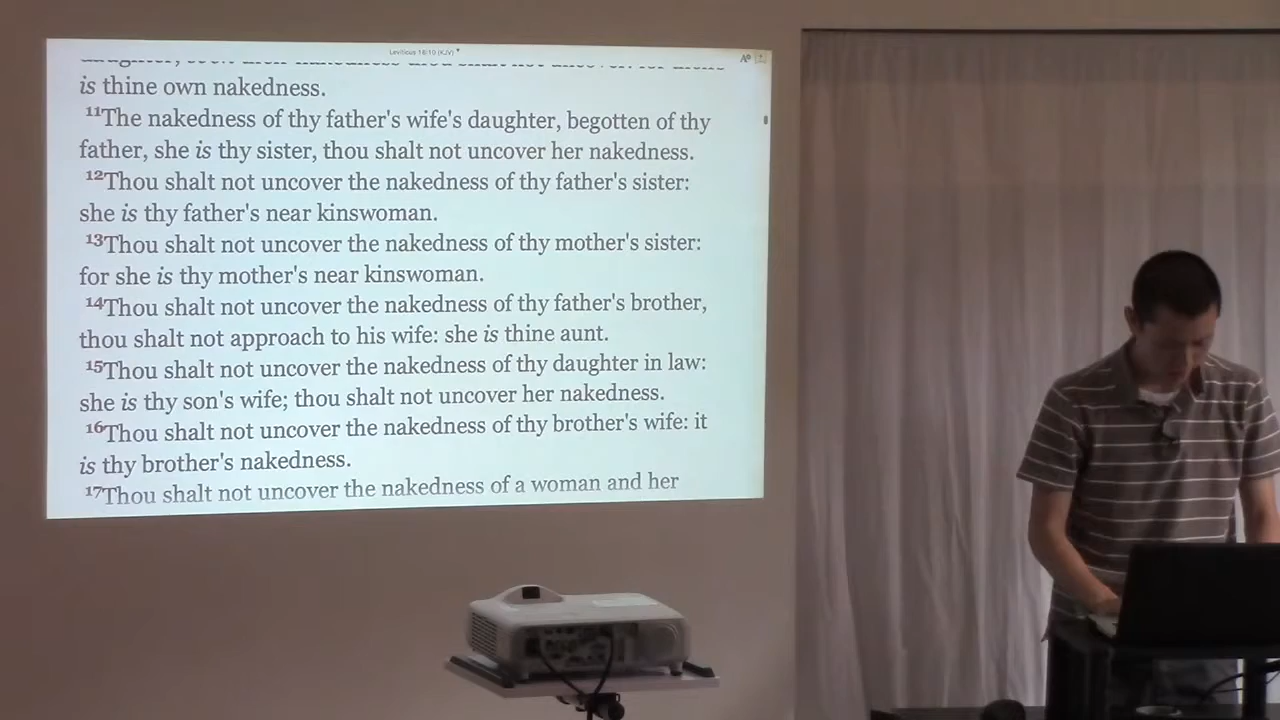 Leviticus 18:10 (KJV)
is thine own nakedness.
11The nakedness of thy father's wife's daughter, begotten of thy
father, she is thy sister, thou shalt not uncover her nakedness.
12Thou shalt not uncover the nakedness of thy father's sister:
she is thy father's near kinswoman.
13Thou shalt not uncover the nakedness of thy mother's sister:
for she is thy mother's near kinswoman.
14Thou shalt not uncover the nakedness of thy father's brother,
thou shalt not approach to his wife: she is thine aunt.
15Thou shalt not uncover the nakedness of thy daughter in law:
she is thy son's wife; thou shalt not uncover her nakedness.
16Thou shalt not uncover the nakedness of thy brother's wife: it
is thy brother's nakedness.
17Thou shalt not uncover the nakedness of a woman and her